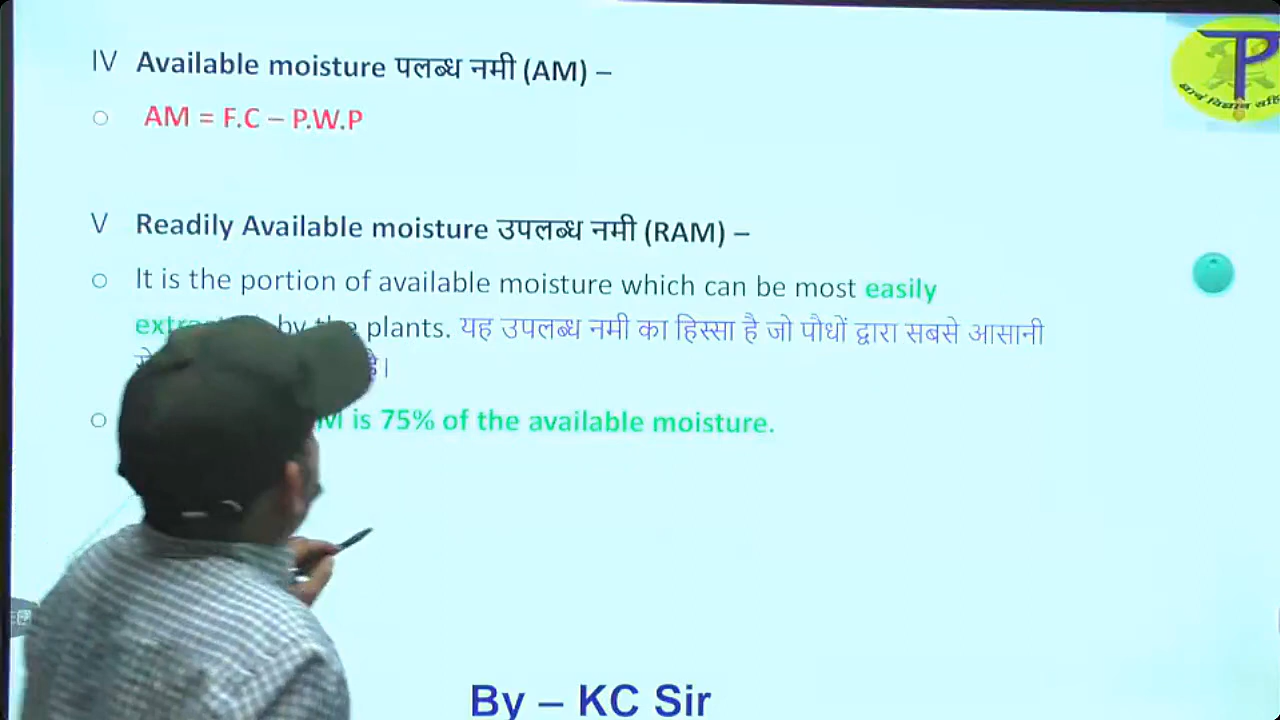 IV Available moisture पलब्ध नमी (AM) –
AM = F.C – P.W.P
V Readily Available moisture उपलब्ध नमी (RAM) –
It is the portion of available moisture which can be most easily
by the plants. यह उपलब्ध नमी का हिस्सा है जो पौधों द्वारा सबसे आसानी
है।
is 75% of the available moisture.
By – KC Sir